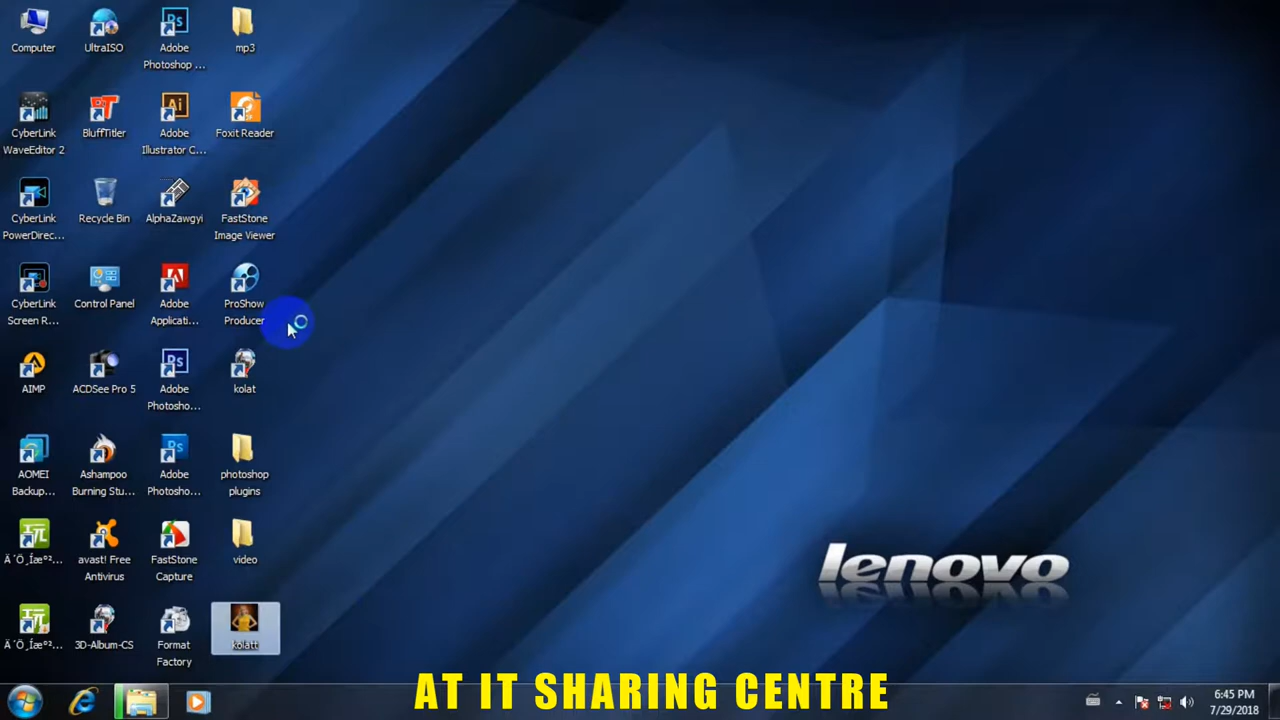 Computer
UltraISO
Adobe
Photoshop ...
mp3
CyberLink
WaveEditor 2
BluffTitler
Adobe
Illustrator C...
Foxit Reader
CyberLink
PowerDirec...
Recycle Bin
AlphaZawgyi
FastStone
Image Viewer
CyberLink
Screen R...
Control Panel
Adobe
Applicati...
ProShow
Producer
AIMP
ACDSee Pro 5
Adobe
Photosho...
kolat
AOMEI
Backup...
Ashampoo
Burning Stu...
Adobe
Photosho...
photoshop
plugins
avast! Free
Antivirus
FastStone
Capture
video
3D-Album-CS
Format
Factory
kolatt
lenovo
AT IT SHARING CENTRE
6:45 PM
7/29/2018